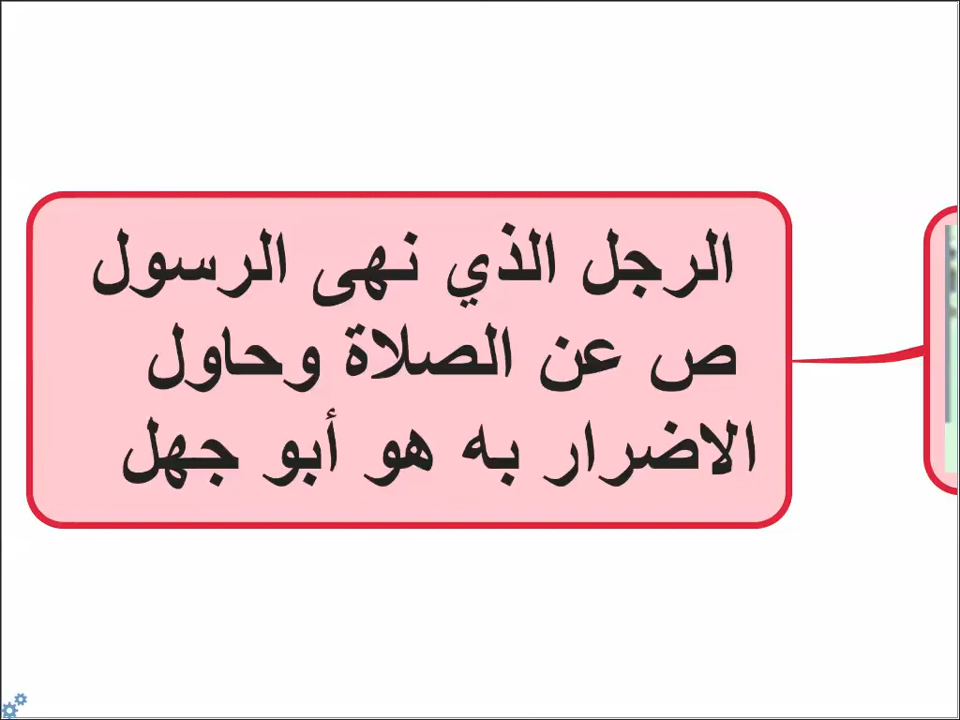 الرجل الذي نهى الرسول
ص عن الصلاة وحاول
الاضرار به هو أبو جهل